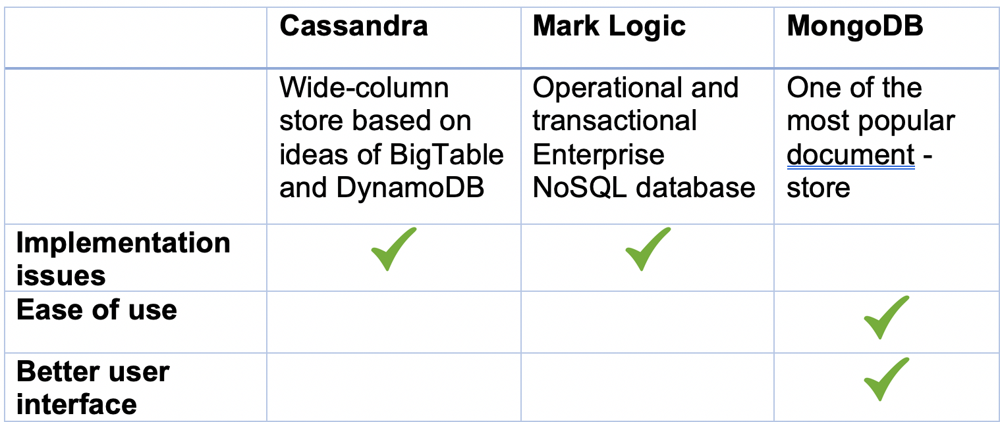 Cassandra
Mark Logic
MongoDB
Wide-column
store based on
ideas of BigTable
and DynamoDB
Operational and
transactional
Enterprise
NoSQL database
One of the
most popular
document -
store
Implementation
issues
Ease of use
Better user
interface